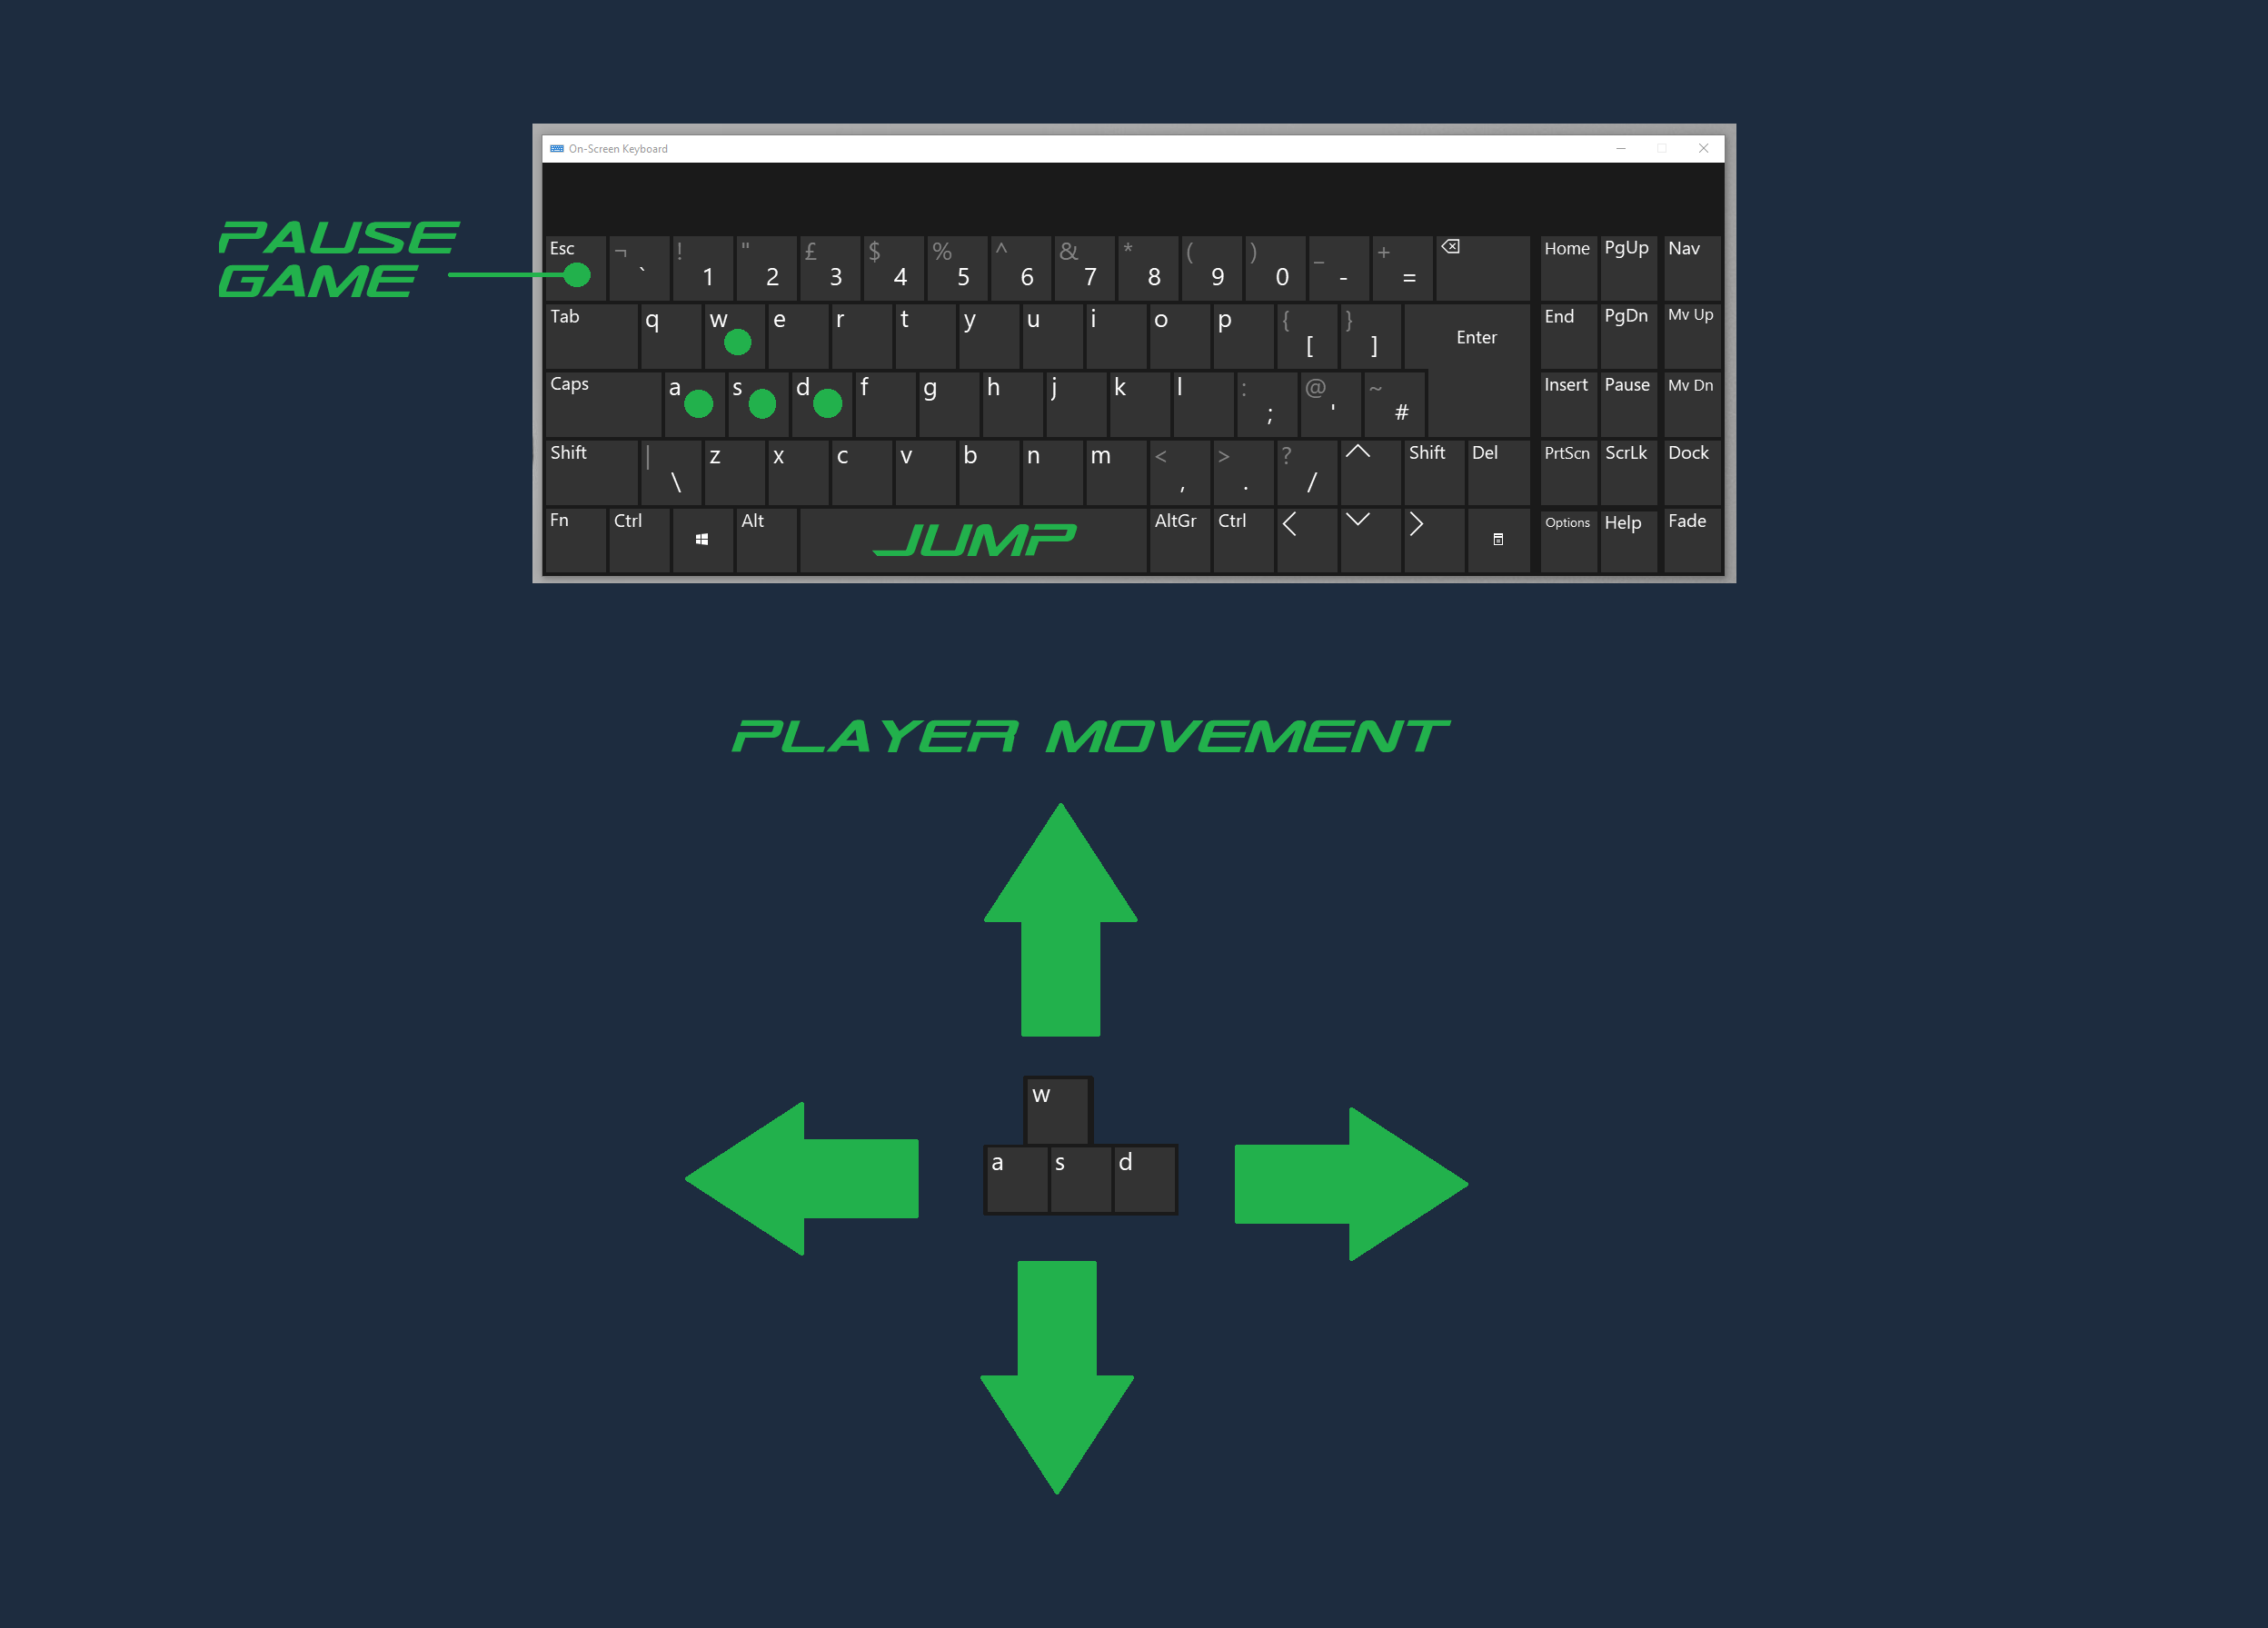 On-Screen Keyboard
PAUSE
GAME
Esc ¬ ` ! 1 " 2 £ 3 $ 4 % 5 ^ 6 & 7 * 8 ( 9 ) 0 _ - + = Home PgUp Nav
Tab q w e r t y u i o p { [ } ] Enter End PgDn Mv Up
Caps a s d f g h j k l : ; @ ' ~ # Insert Pause Mv Dn
Shift | \ z x c v b n m < , > . ? / Shift Del PrtScn ScrLk Dock
Fn Ctrl Alt JUMP AltGr Ctrl Options Help Fade
PLAYER MOVEMENT
w
a s d